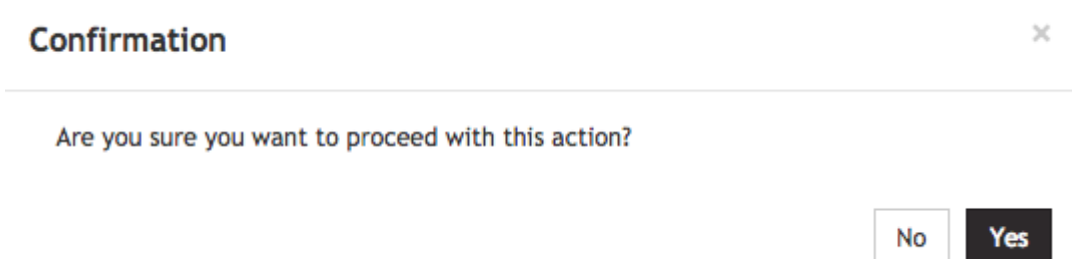 Confirmation
×
Are you sure you want to proceed with this action?
No
Yes